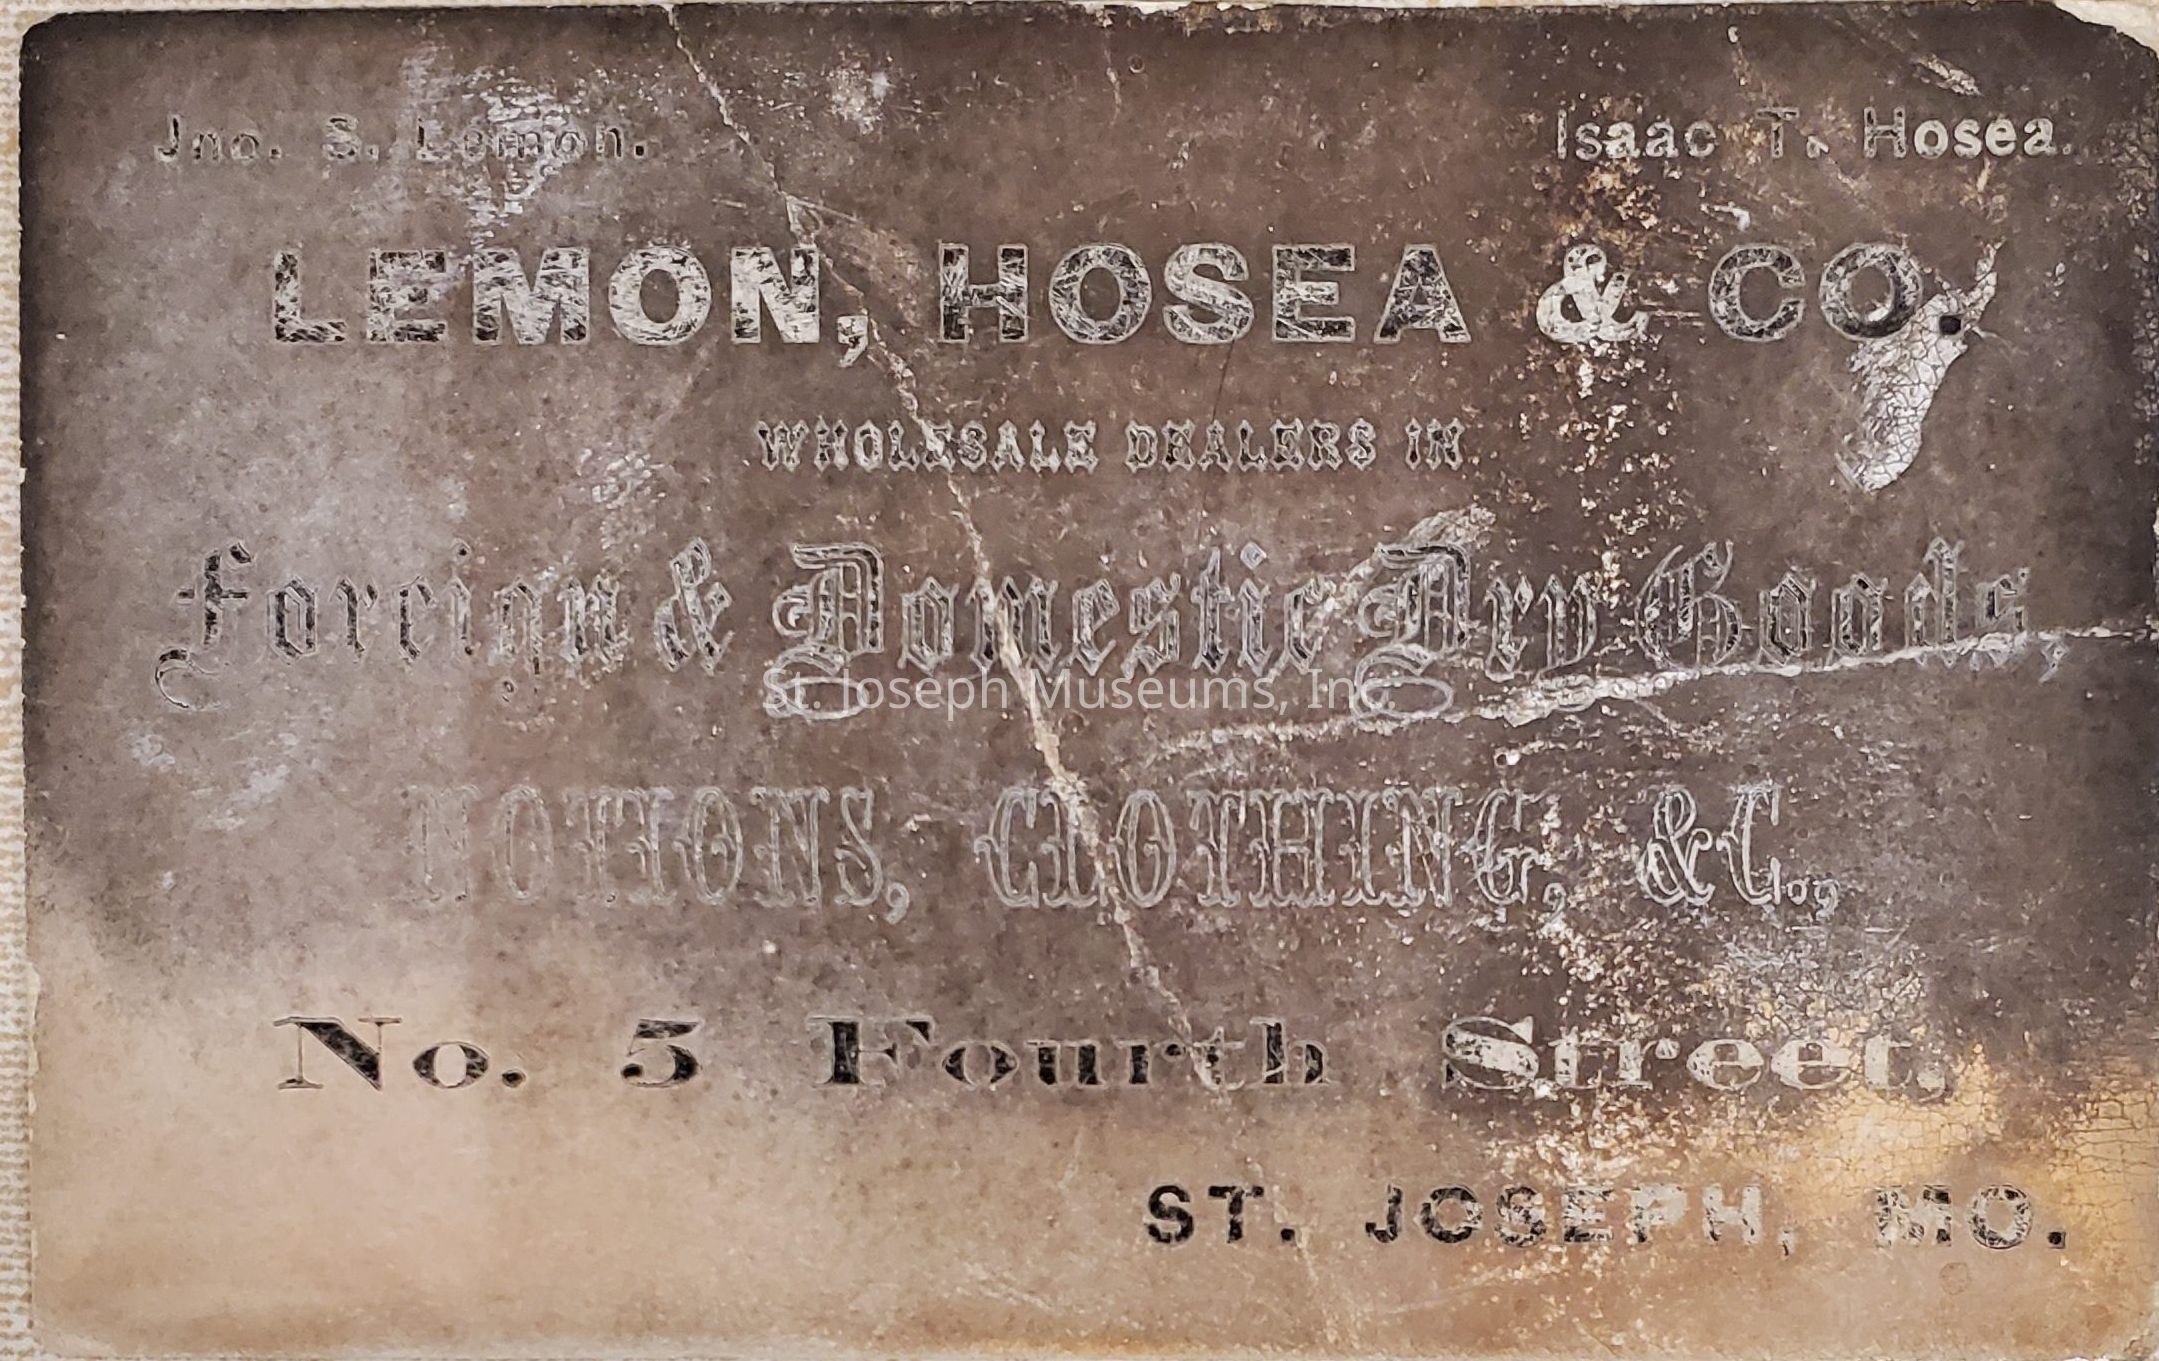 Jno. S. Lemon. Isaac T. Hosea.
LEMON, HOSEA & CO.
WHOLESALE DEALERS IN
Foreign & Domestic Dry Goods,
St. Joseph Museums, Inc.
NOTIONS, CLOTHING, &C.,
No. 5 Fourth Street,
ST. JOSEPH, MO.